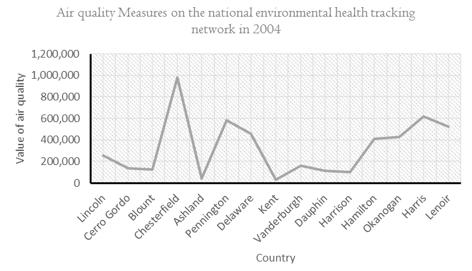 Air quality Measures on the national environmental health tracking
network in 2004
1,200,000
1,000,000
800,000
600,000
400,000
200,000
0
Value of air quality
Lincoln
Cerro Gordo
Blount
Chesterfield
Ashland
Pennington
Delaware
Kent
Vanderburgh
Dauphin
Harrison
Hamilton
Okanogan
Harris
Lenoir
Country